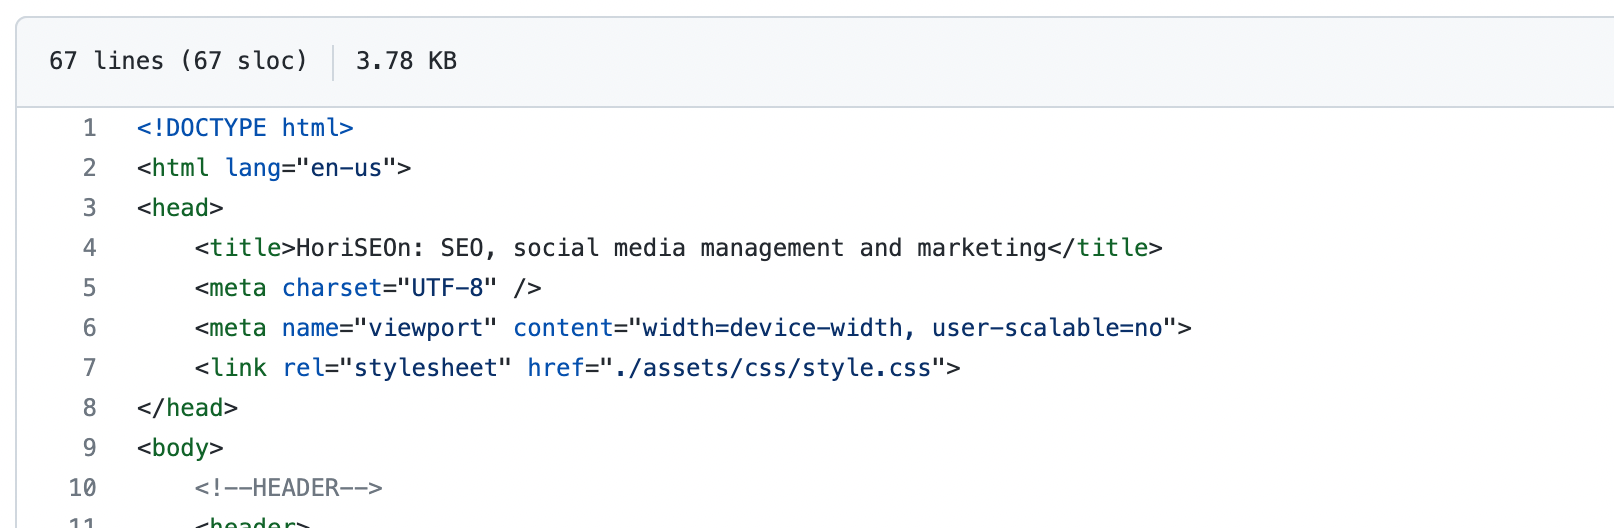 67 lines (67 sloc) 3.78 KB
1 <!DOCTYPE html>
2 <html lang="en-us">
3 <head>
4     <title>HoriSEOn: SEO, social media management and marketing</title>
5     <meta charset="UTF-8" />
6     <meta name="viewport" content="width=device-width, user-scalable=no">
7     <link rel="stylesheet" href="./assets/css/style.css">
8 </head>
9 <body>
10     <!--HEADER-->
11     <header>